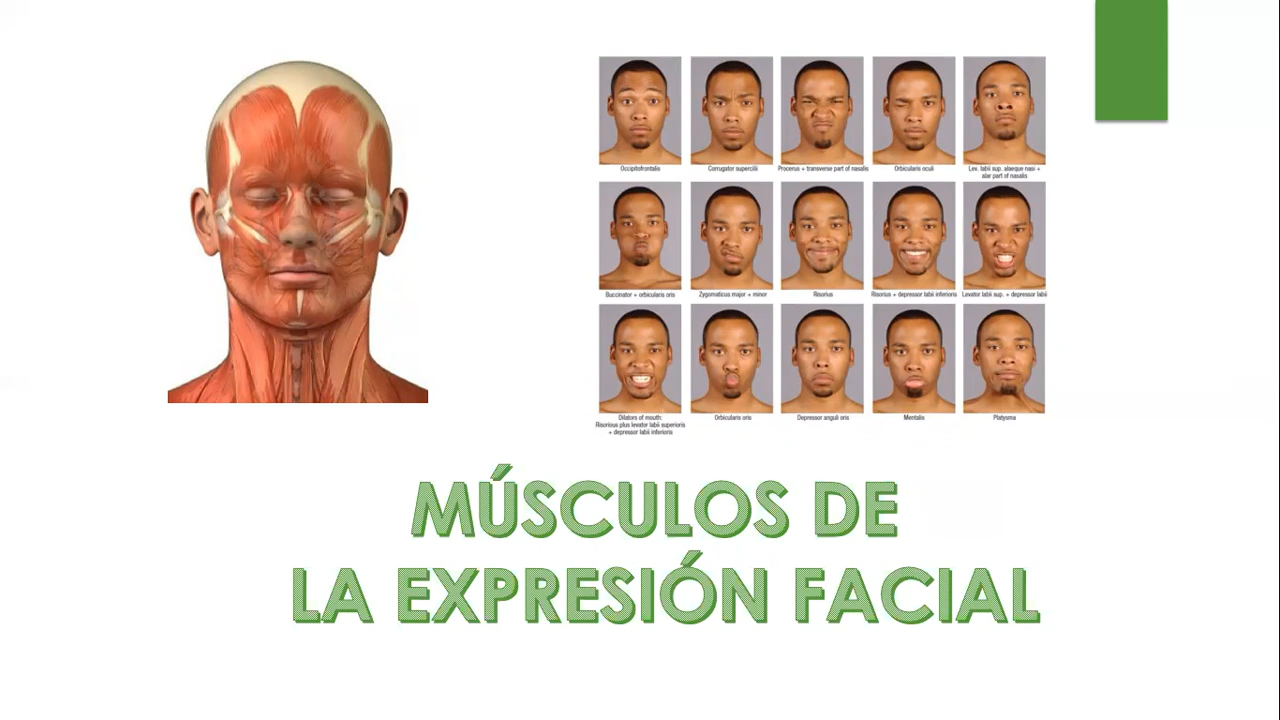 Occipitofrontalis
Corrugator supercilii
Procerus + transverse part of nasalis
Orbicularis oculi
Lev. labii sup. alaeque nasi +
alar part of nasalis
Buccinator + orbicularis oris
Zygomaticus major + minor
Risorius
Risorius + depressor labii inferioris
Levator labii sup. + depressor labii
Dilators of mouth:
Risorious plus levator labii superioris
+ depressor labii inferioris
Orbicularis oris
Depressor anguli oris
Mentalis
Platysma
MÚSCULOS DE
LA EXPRESIÓN FACIAL